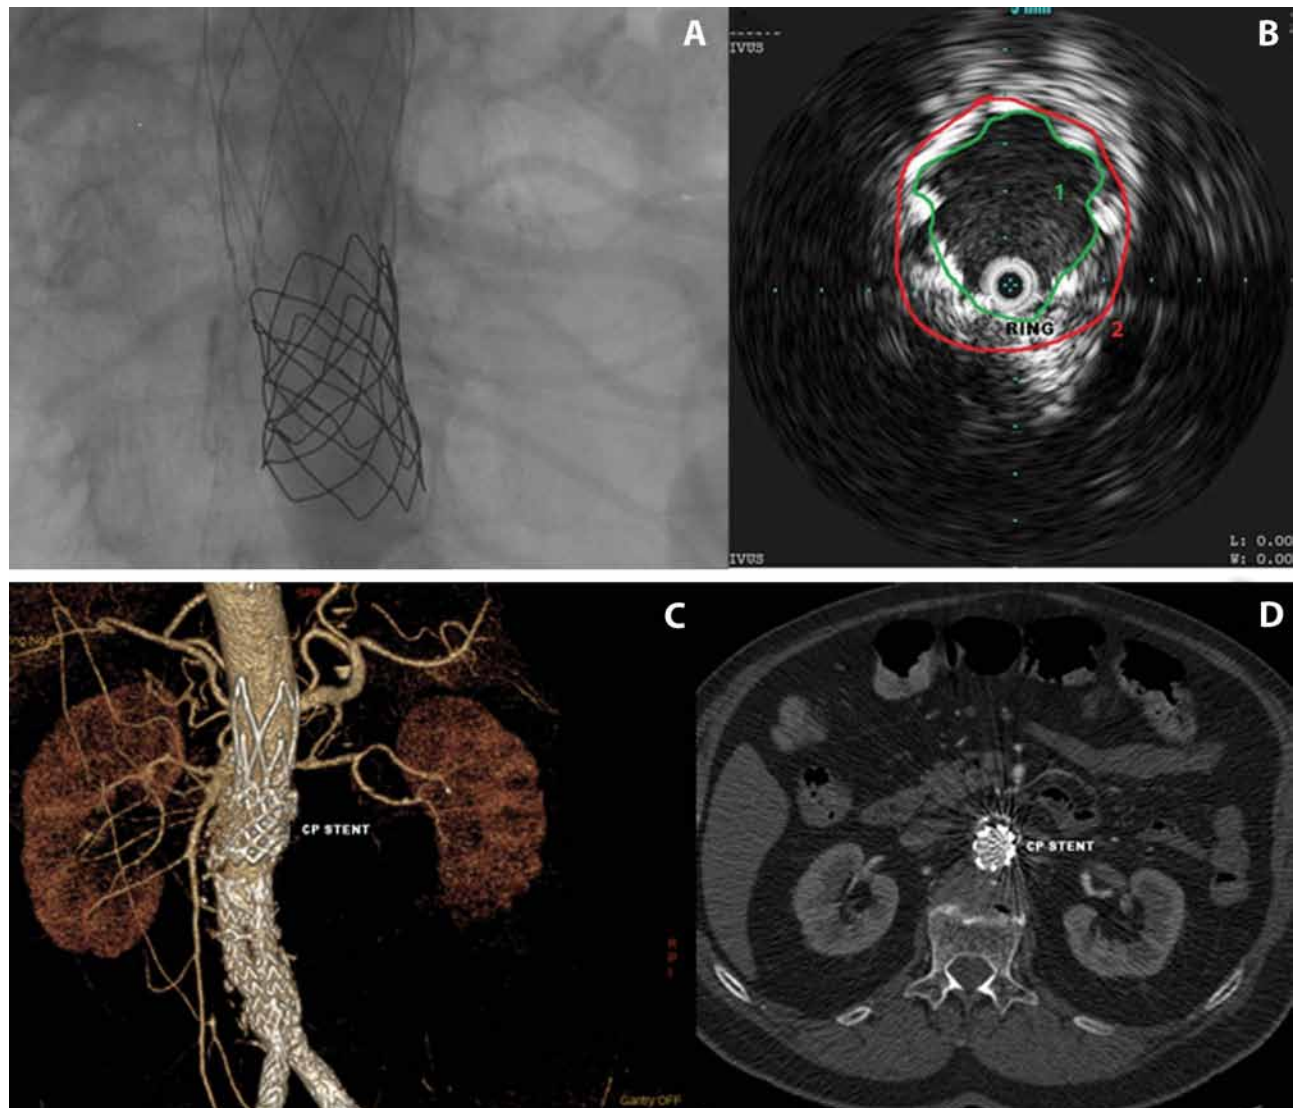 A
B
IVUS
1
RING
2
L: 0.00
W: 0.00
IVUS
C
CP STENT
Gantry OFF
D
CP STENT